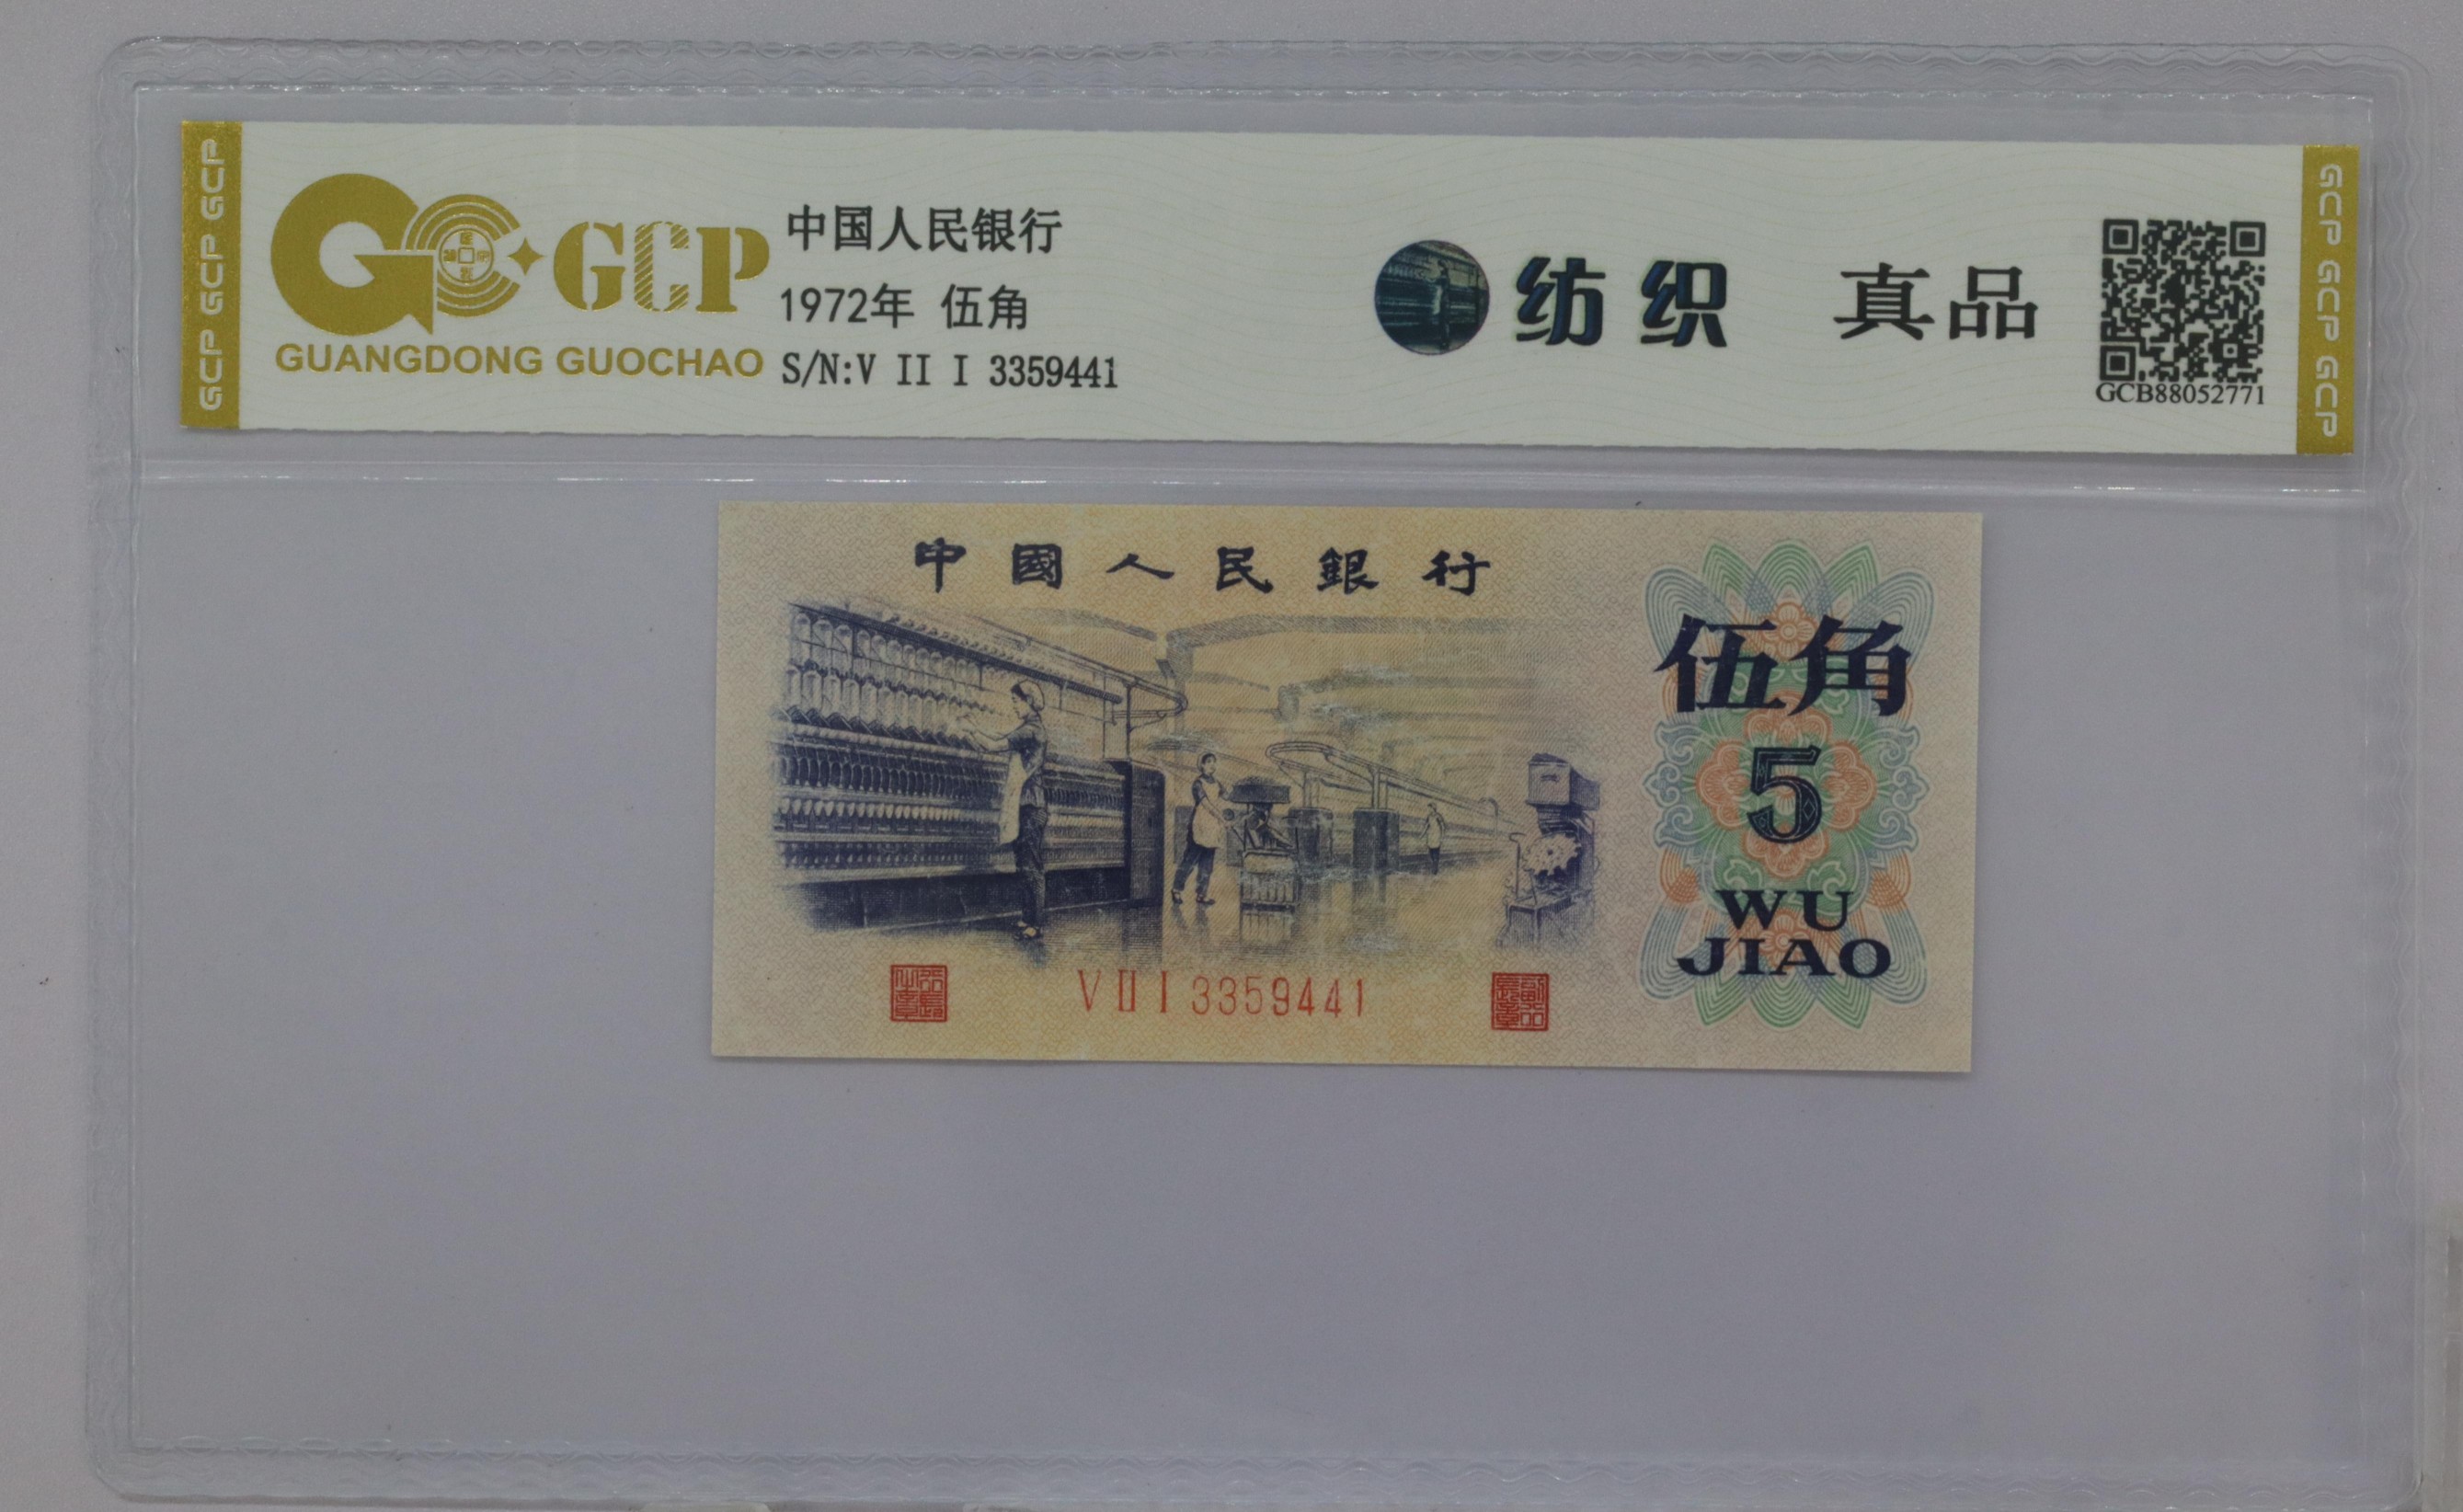 GCP GCP GCP
GCP
GUANGDONG GUOCHAO
中国人民银行
1972年 伍角
S/N:V II I 3359441
纺织
真品
GCB88052771
GCP GCP GCP
中國人民銀行
伍角
5
WU
JIAO
V II I 3359441